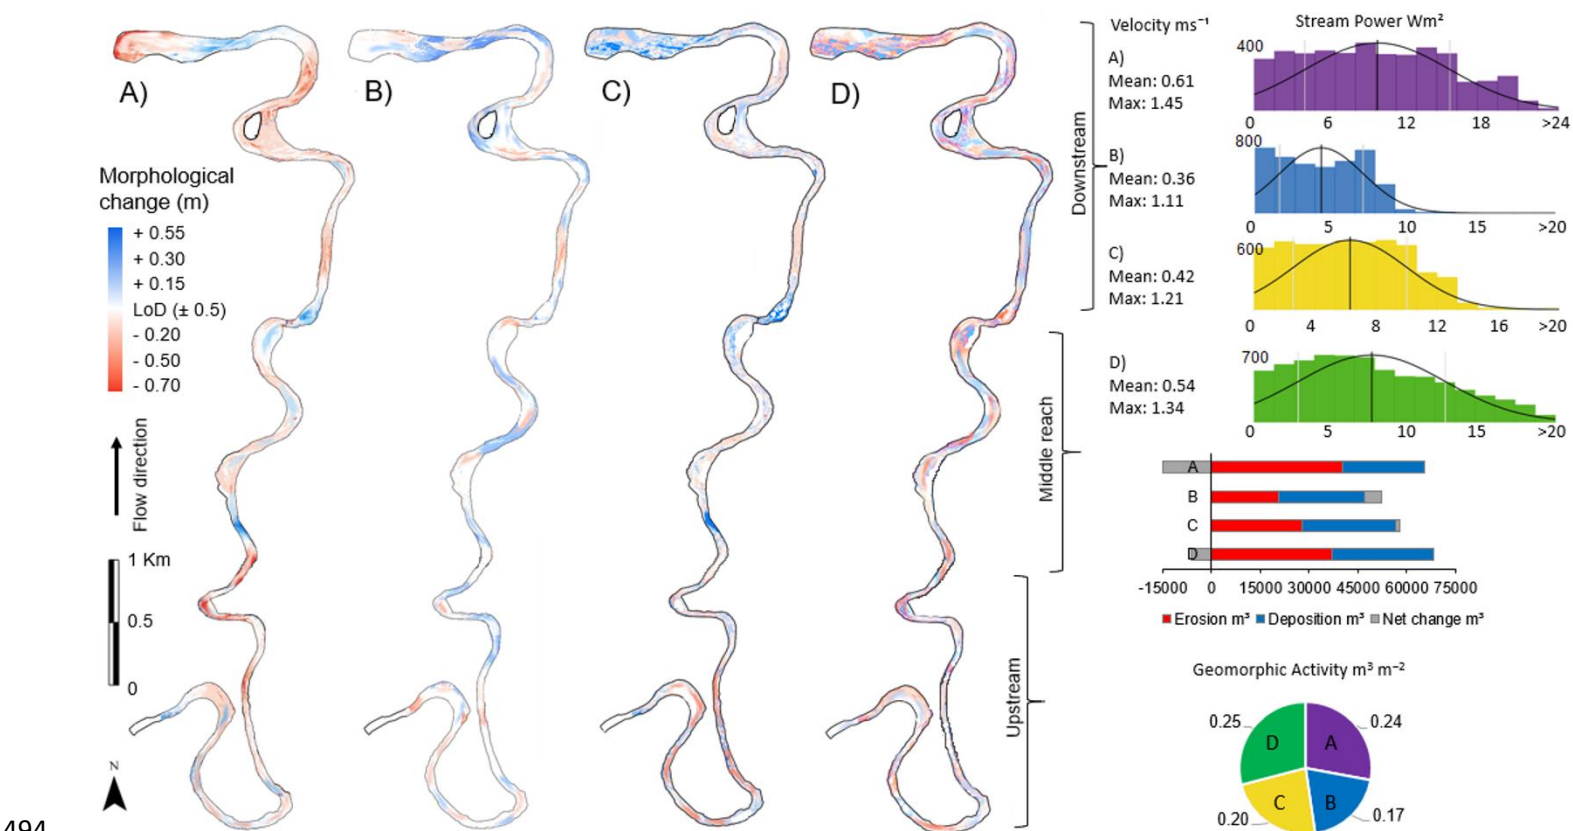 A)
B)
C)
D)
Morphological
change (m)
+ 0.55
+ 0.30
+ 0.15
LoD (± 0.5)
- 0.20
- 0.50
- 0.70
Flow direction
1 Km
0.5
0
N
Downstream
Middle reach
Upstream
Velocity ms⁻¹
A)
Mean: 0.61
Max: 1.45
B)
Mean: 0.36
Max: 1.11
C)
Mean: 0.42
Max: 1.21
D)
Mean: 0.54
Max: 1.34
Stream Power Wm²
400
0 6 12 18 >24
800
0 5 10 15 >20
600
0 4 8 12 16 >20
700
0 5 10 15 >20
A
B
C
D
-15000 0 15000 30000 45000 60000 75000
Erosion m³ Deposition m³ Net change m³
Geomorphic Activity m³ m⁻²
0.25 0.24
D A
C B
0.20 0.17
494